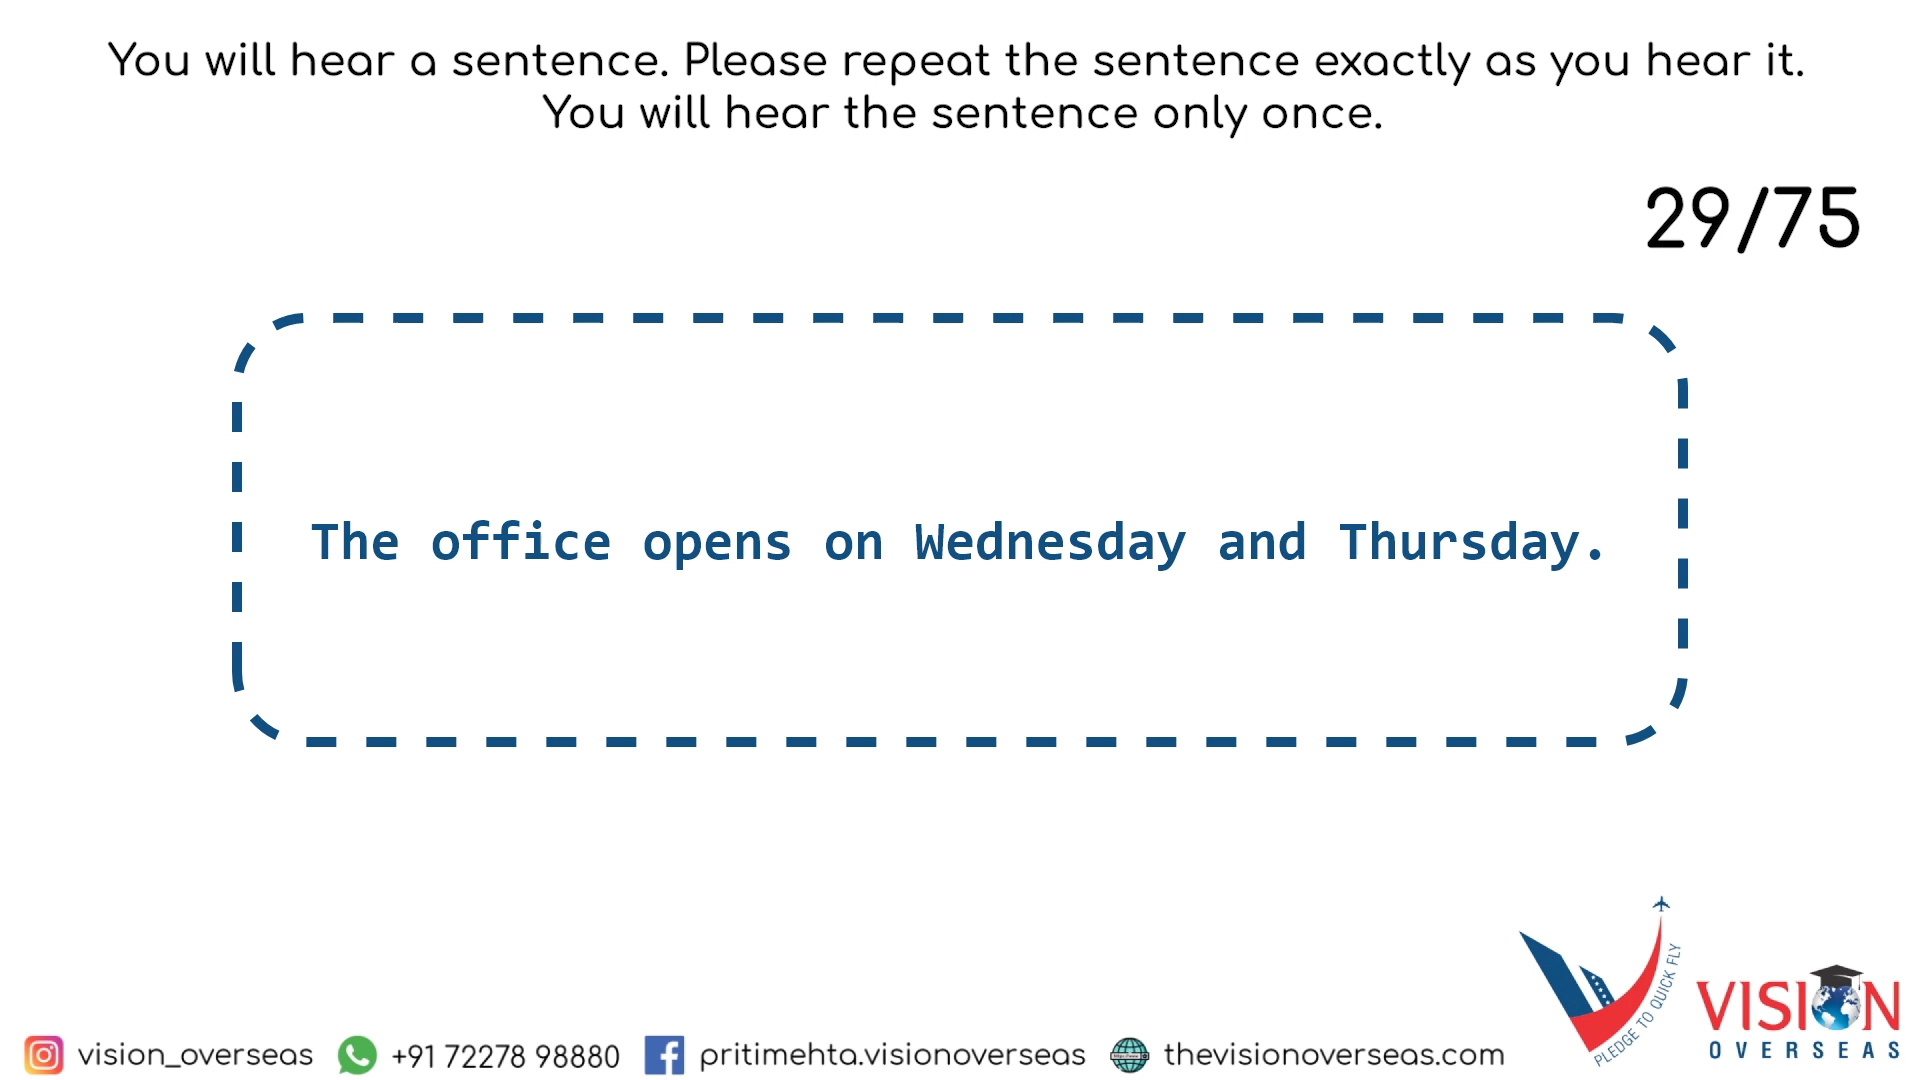 You will hear a sentence. Please repeat the sentence exactly as you hear it.
You will hear the sentence only once.
29/75
The office opens on Wednesday and Thursday.
PLEDGE TO QUICK FLY
VISION
OVERSEAS
vision_overseas +91 72278 98880 pritimehta.visionoverseas thevisionoverseas.com